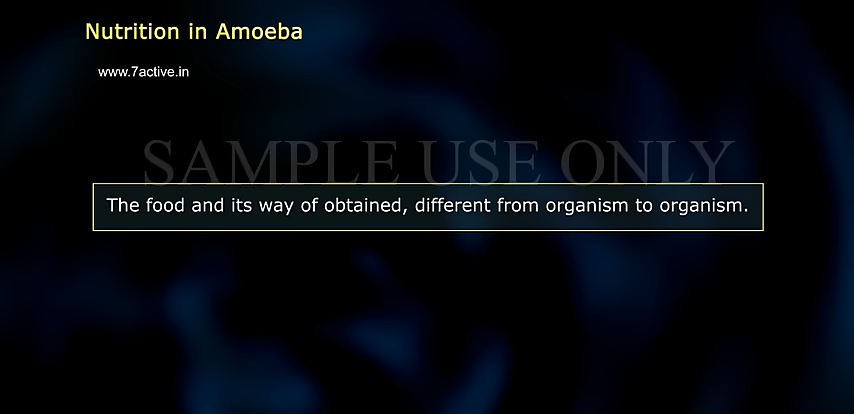 Nutrition in Amoeba
www.7active.in
SAMPLE USE ONLY
The food and its way of obtained, different from organism to organism.